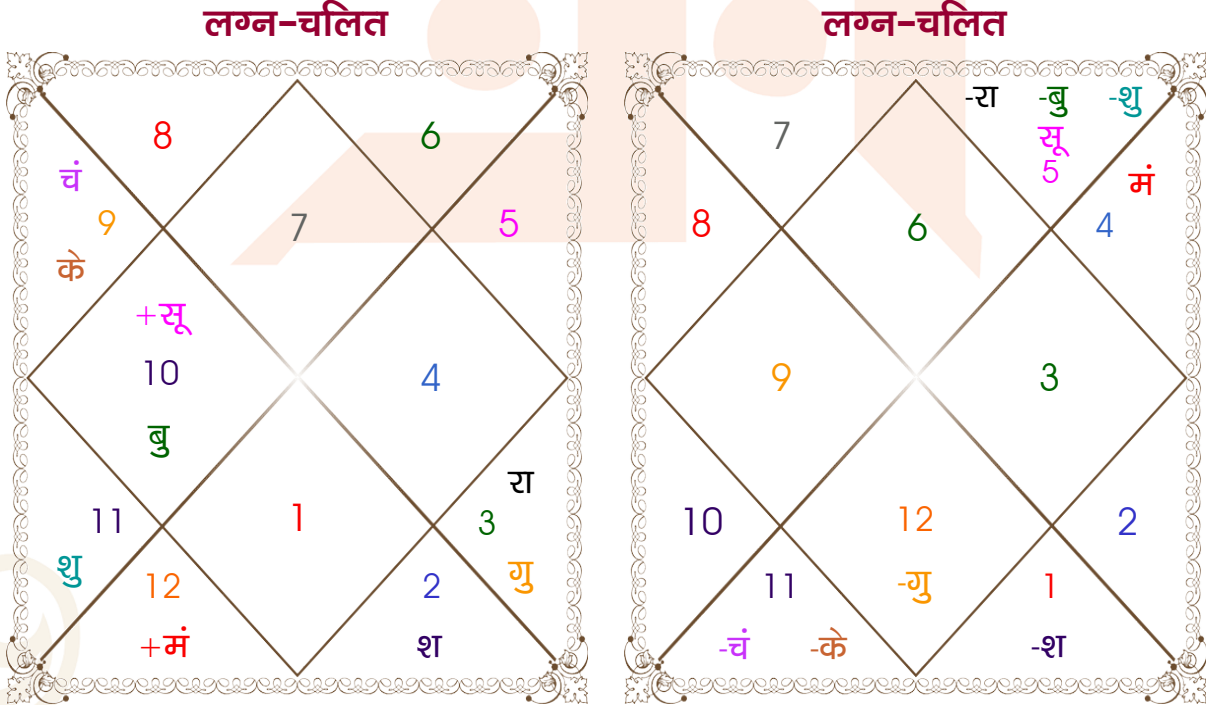 लग्न-चलित
8
6
चं
9
7
5
के
+सू
10
4
बु
रा
11
1
3
शु
गु
12
2
+मं
श
लग्न-चलित
-रा -बु -शु
7
सू
5
मं
8
6
4
9
3
10
12
2
11
-गु
1
-चं -के
-श